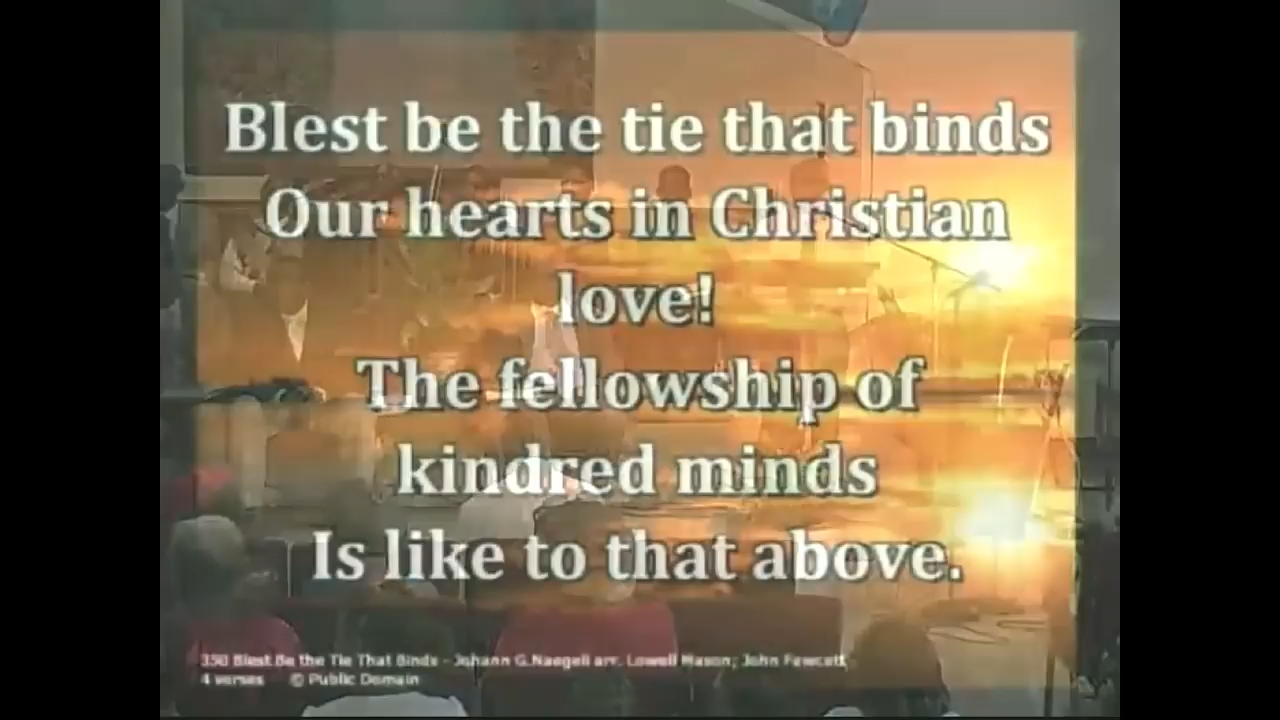 Blest be the tie that binds
Our hearts in Christian
love!
The fellowship of
kindred minds
Is like to that above.
350 Blest Be the Tie That Binds - Johann G.Naegeli arr. Lowell Mason; John Fawcett
4 verses © Public Domain